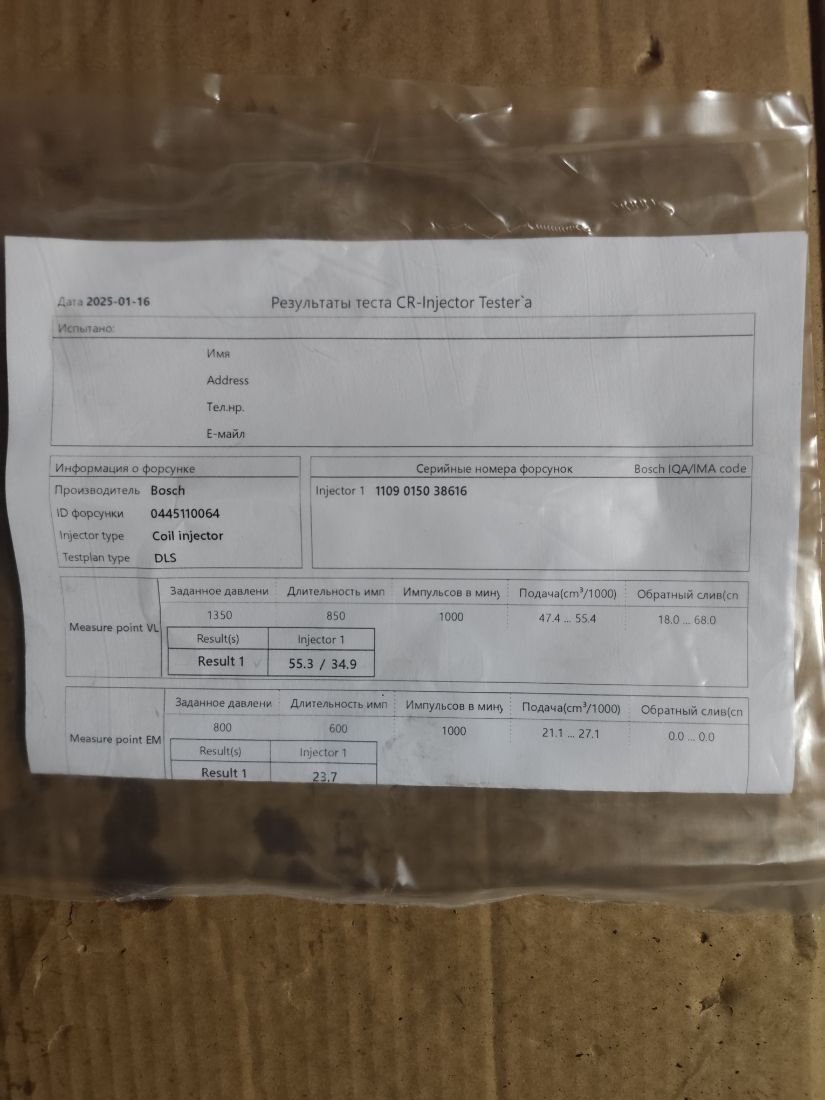 Дата 2025-01-16
Результаты теста CR-Injector Tester`а
Испытано:
Имя
Address
Тел.нр.
Е-майл
Информация о форсунке
Производитель Bosch
ID форсунки 0445110064
Injector type Coil injector
Testplan type DLS
Серийные номера форсунок Bosch IQA/IMA code
Injector 1 1109 0150 38616
Measure point VL
Заданное давлени Длительность имп Импульсов в мину Подача(cm³/1000) Обратный слив(сп
1350 850 1000 47.4 ... 55.4 18.0 ... 68.0
Result(s) Injector 1
Result 1 55.3 / 34.9
Measure point EM
Заданное давлени Длительность имп Импульсов в мину Подача(cm³/1000) Обратный слив(сп
800 600 1000 21.1 ... 27.1 0.0 ... 0.0
Result(s) Injector 1
Result 1 23.7